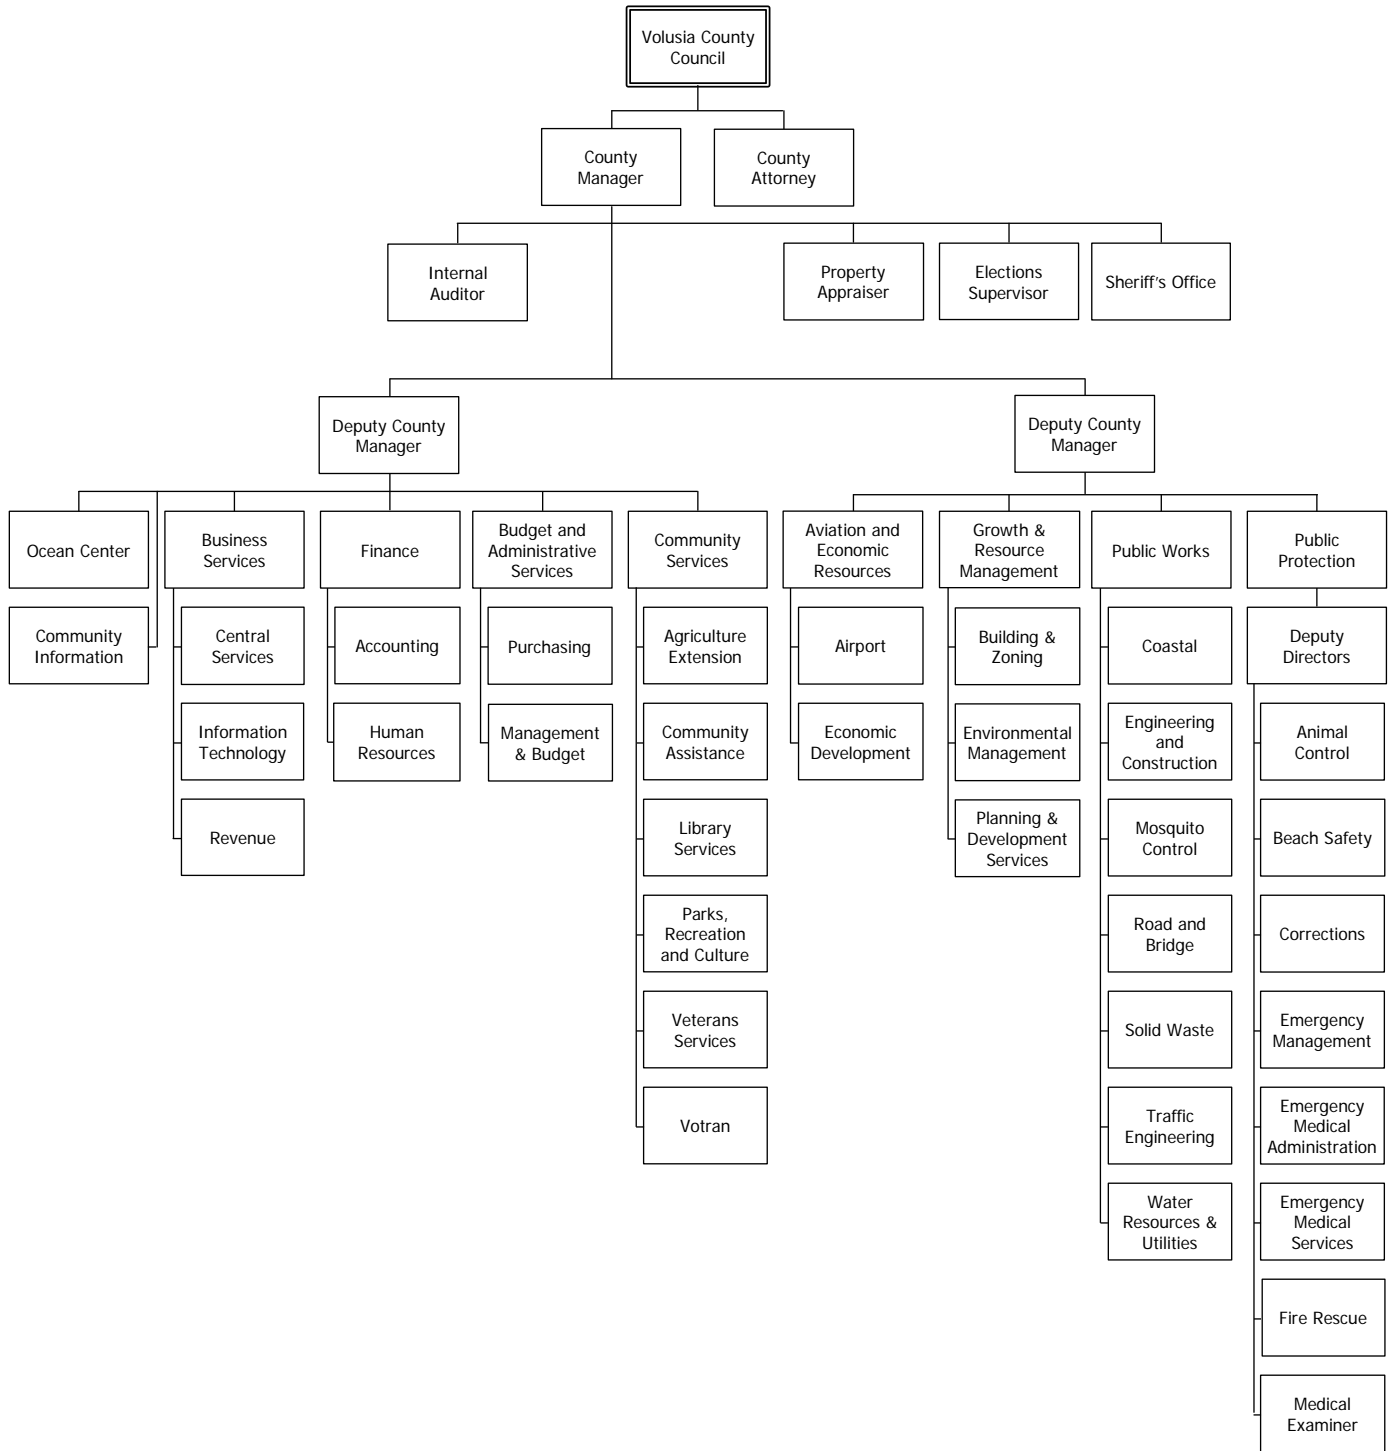 Volusia County
Council
County
Manager
County
Attorney
Internal
Auditor
Property
Appraiser
Elections
Supervisor
Sheriff's Office
Deputy County
Manager
Deputy County
Manager
Ocean Center
Business
Services
Finance
Budget and
Administrative
Services
Community
Services
Aviation and
Economic
Resources
Growth &
Resource
Management
Public Works
Public
Protection
Community
Information
Central
Services
Accounting
Purchasing
Agriculture
Extension
Airport
Building &
Zoning
Coastal
Deputy
Directors
Information
Technology
Human
Resources
Management
& Budget
Community
Assistance
Economic
Development
Environmental
Management
Engineering
and
Construction
Animal
Control
Revenue
Library
Services
Planning &
Development
Services
Mosquito
Control
Beach Safety
Parks,
Recreation
and Culture
Road and
Bridge
Corrections
Veterans
Services
Solid Waste
Emergency
Management
Votran
Traffic
Engineering
Emergency
Medical
Administration
Water
Resources &
Utilities
Emergency
Medical
Services
Fire Rescue
Medical
Examiner